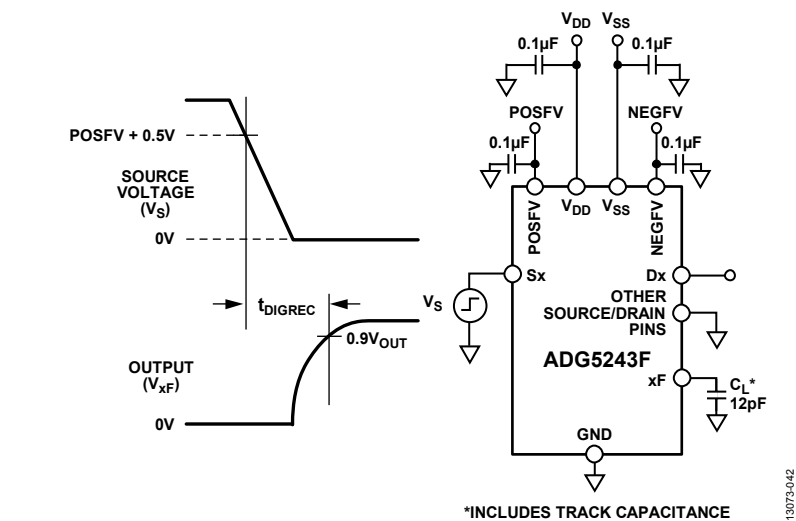 POSFV + 0.5V
SOURCE
VOLTAGE
(VS)
0V
tDIGREC
0.9VOUT
OUTPUT
(VxF)
0V
VDD VSS
0.1µF
0.1µF
POSFV
NEGFV
0.1µF
0.1µF
POSFV
VDD
VSS
NEGFV
VS
Sx
Dx
OTHER
SOURCE/DRAIN
PINS
ADG5243F
xF
CL*
12pF
GND
*INCLUDES TRACK CAPACITANCE
13073-042